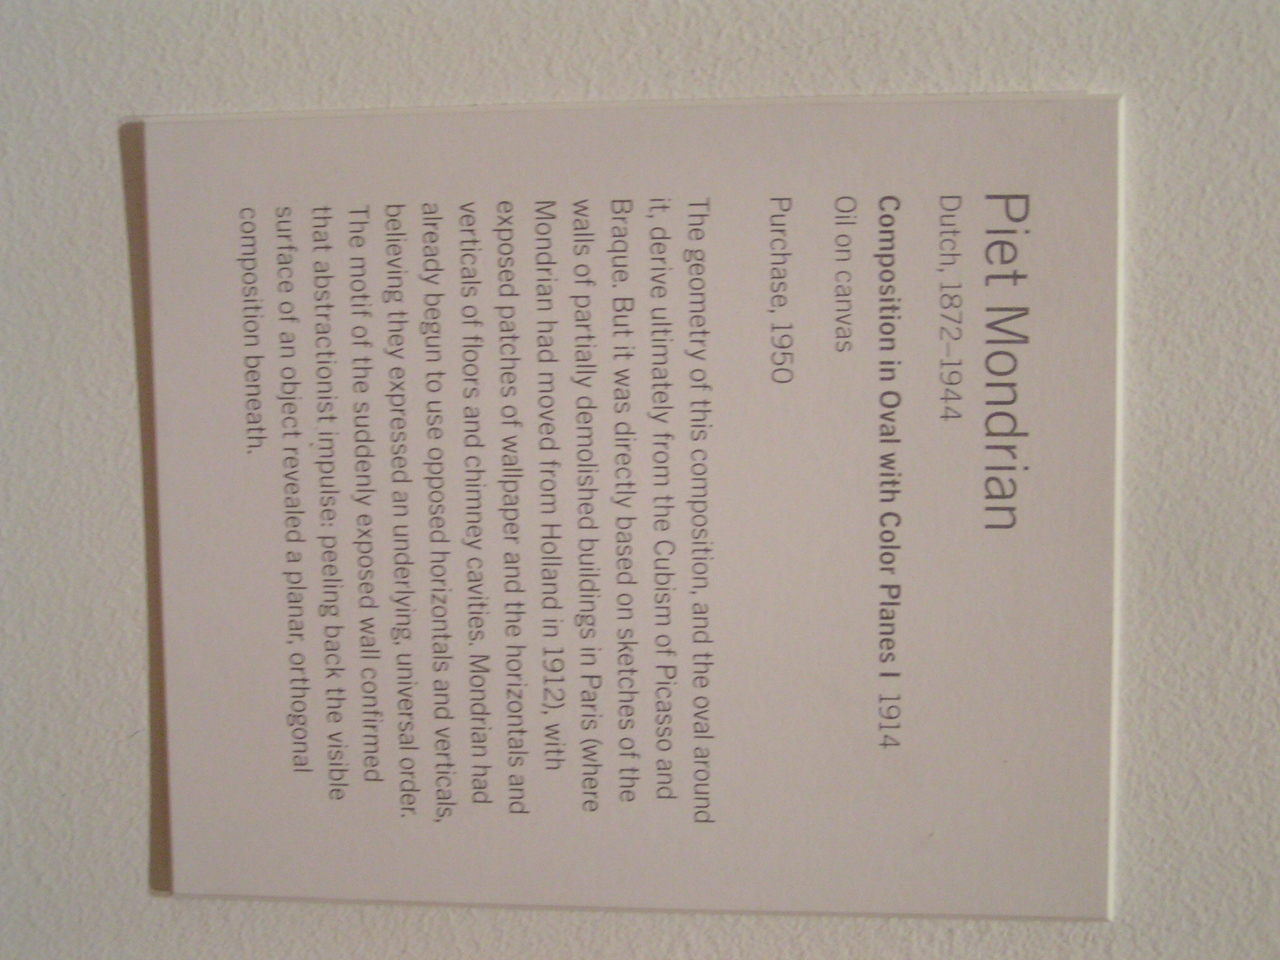 Piet Mondrian
Dutch, 1872–1944
Composition in Oval with Color Planes I 1914
Oil on canvas
Purchase, 1950
The geometry of this composition, and the oval around
it, derive ultimately from the Cubism of Picasso and
Braque. But it was directly based on sketches of the
walls of partially demolished buildings in Paris (where
Mondrian had moved from Holland in 1912), with
exposed patches of wallpaper and the horizontals and
verticals of floors and chimney cavities. Mondrian had
already begun to use opposed horizontals and verticals,
believing they expressed an underlying, universal order.
The motif of the suddenly exposed wall confirmed
that abstractionist impulse: peeling back the visible
surface of an object revealed a planar, orthogonal
composition beneath.